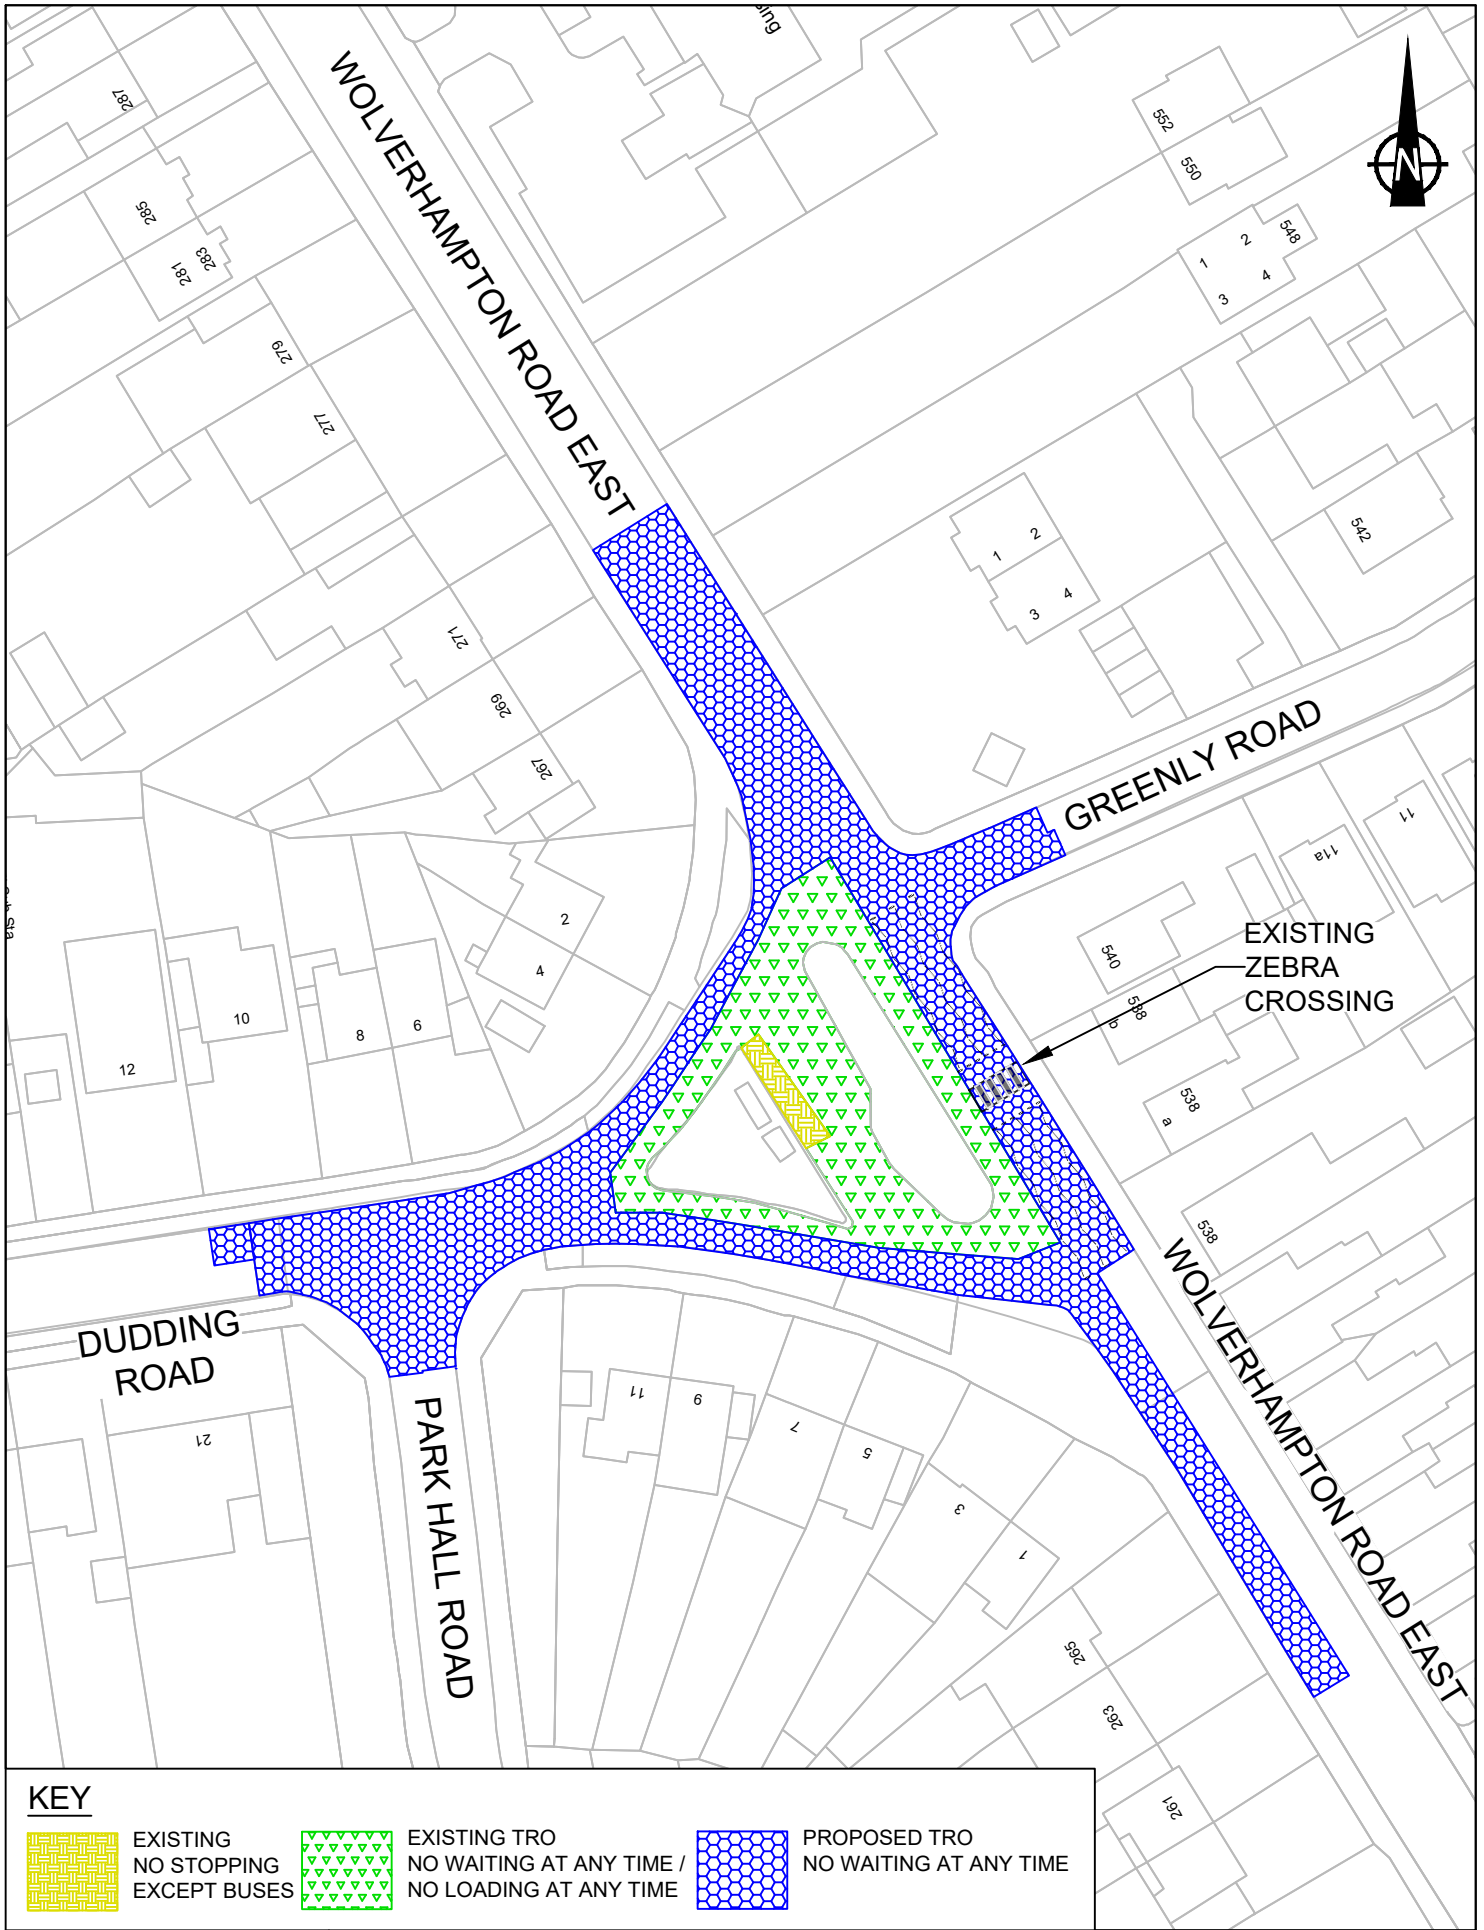 sing
WOLVERHAMPTON ROAD EAST
N
287
285
283
281
279
277
552
550
548
1
2
3
4
542
1
2
3
4
271
269
267
GREENLY ROAD
11
11a
2
4
540
EXISTING
ZEBRA
CROSSING
538
b
538
a
538
12
10
8
6
DUDDING
ROAD
21
PARK HALL ROAD
11
9
7
5
3
1
WOLVERHAMPTON ROAD EAST
265
263
261
KEY
EXISTING
NO STOPPING
EXCEPT BUSES
EXISTING TRO
NO WAITING AT ANY TIME /
NO LOADING AT ANY TIME
PROPOSED TRO
NO WAITING AT ANY TIME